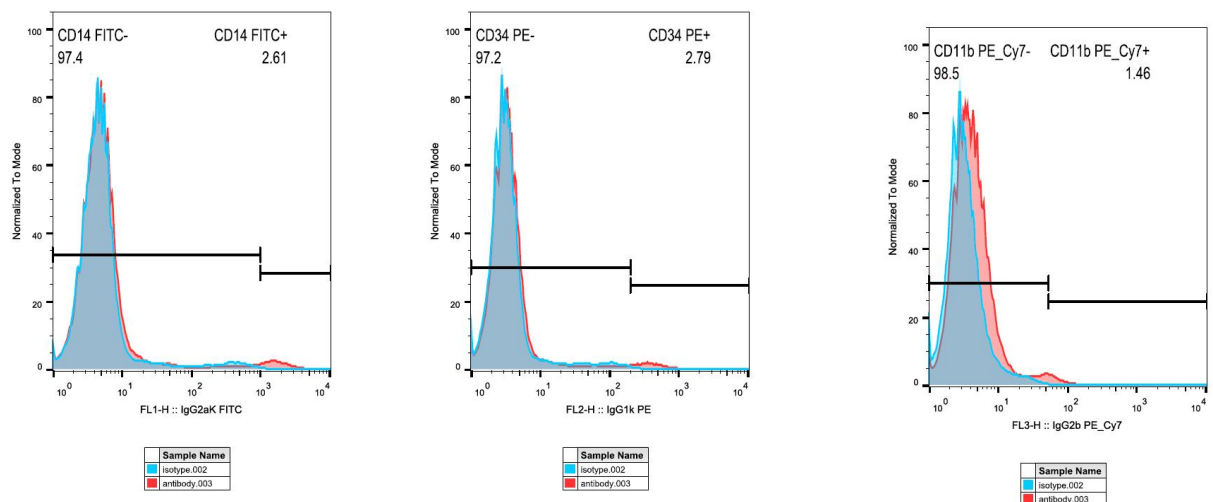 CD14 FITC- CD14 FITC+
97.4 2.61
100
80
60
40
20
0
Normalized To Mode
10^0 10^1 10^2 10^3 10^4
FL1-H :: IgG2aK FITC
Sample Name
isotype.002
antibody.003
CD34 PE- CD34 PE+
97.2 2.79
100
80
60
40
20
0
Normalized To Mode
10^0 10^1 10^2 10^3 10^4
FL2-H :: IgG1k PE
Sample Name
isotype.002
antibody.003
CD11b PE_Cy7- CD11b PE_Cy7+
98.5 1.46
100
80
60
40
20
0
Normalized To Mode
10^0 10^1 10^2 10^3 10^4
FL3-H :: IgG2b PE_Cy7
Sample Name
isotype.002
antibody.003